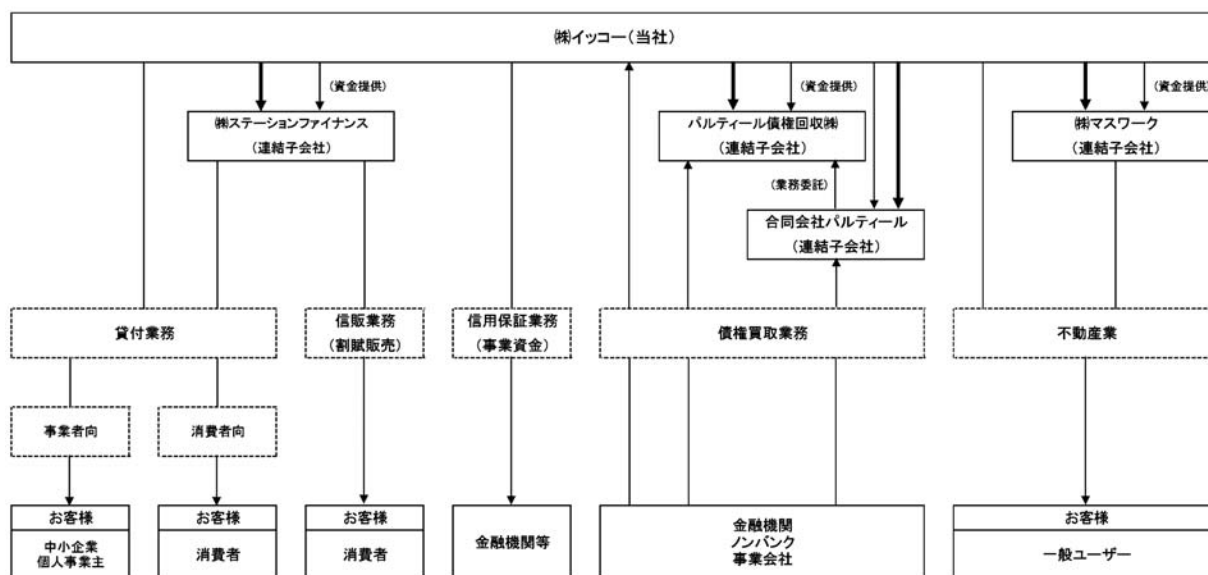 ㈱イッコー(当社)
(資金提供)
(資金提供)
(資金提供)
㈱ステーションファイナンス
(連結子会社)
パルティール債権回収㈱
(連結子会社)
㈱マスワーク
(連結子会社)
(業務委託)
合同会社パルティール
(連結子会社)
貸付業務
信販業務
(割賦販売)
信用保証業務
(事業資金)
債権買取業務
不動産業
事業者向
消費者向
お客様
中小企業
個人事業主
お客様
消費者
お客様
消費者
金融機関等
金融機関
ノンバンク
事業会社
お客様
一般ユーザー